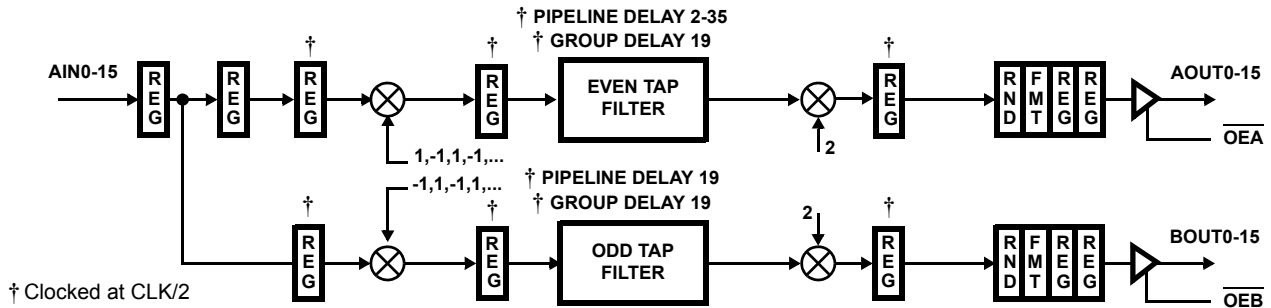 † PIPELINE DELAY 2-35
† GROUP DELAY 19
AIN0-15
REG
REG
†
REG
†
REG
EVEN TAP
FILTER
2
†
REG
RND
FMT
REG
REG
AOUT0-15
OEA
1,-1,1,-1,...
-1,1,-1,1,...
† PIPELINE DELAY 19
† GROUP DELAY 19
†
REG
†
REG
ODD TAP
FILTER
2
†
REG
RND
FMT
REG
REG
BOUT0-15
OEB
† Clocked at CLK/2